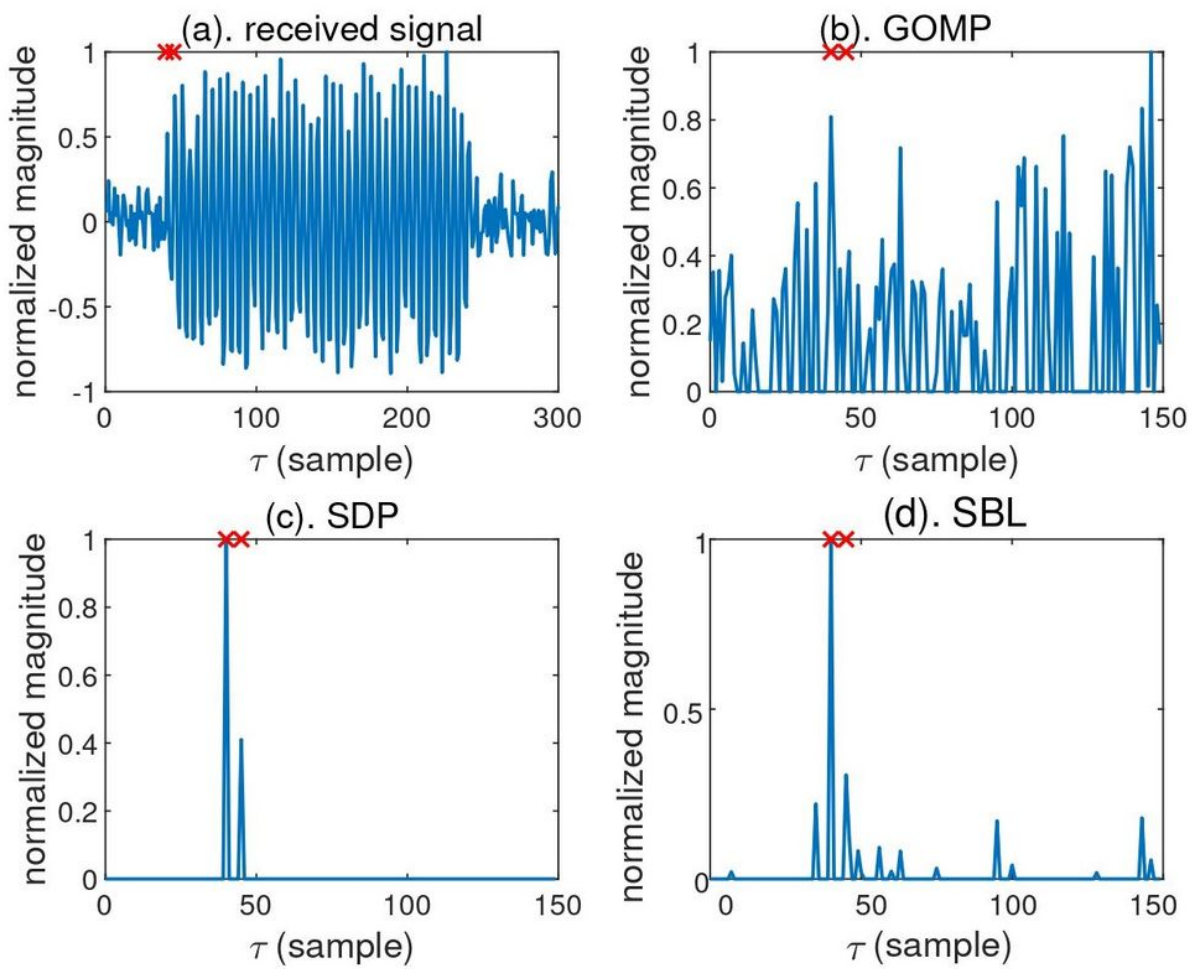 (a). received signal
normalized magnitude
1
0.5
0
-0.5
-1
0 100 200 300
τ (sample)
(b). GOMP
normalized magnitude
1
0.8
0.6
0.4
0.2
0
0 50 100 150
τ (sample)
(c). SDP
normalized magnitude
1
0.8
0.6
0.4
0.2
0
0 50 100 150
τ (sample)
(d). SBL
normalized magnitude
1
0.5
0
0 50 100 150
τ (sample)